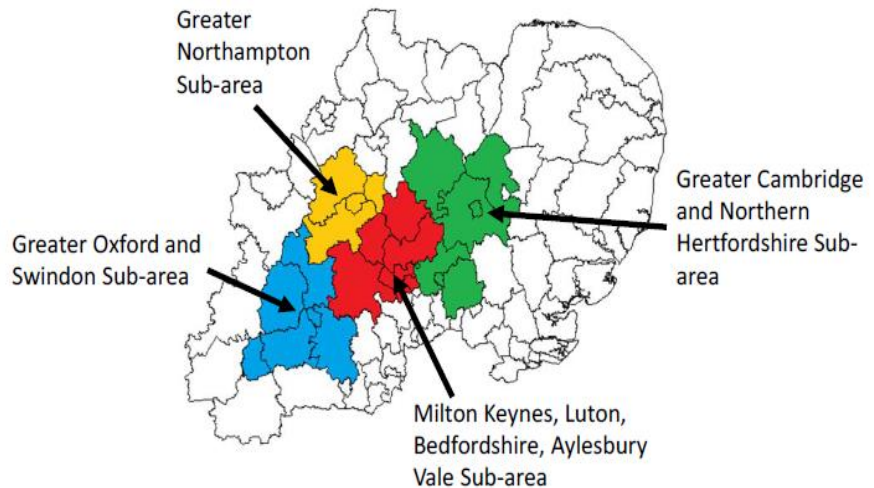 Greater
Northampton
Sub-area
Greater Cambridge
and Northern
Hertfordshire Sub-
area
Greater Oxford and
Swindon Sub-area
Milton Keynes, Luton,
Bedfordshire, Aylesbury
Vale Sub-area